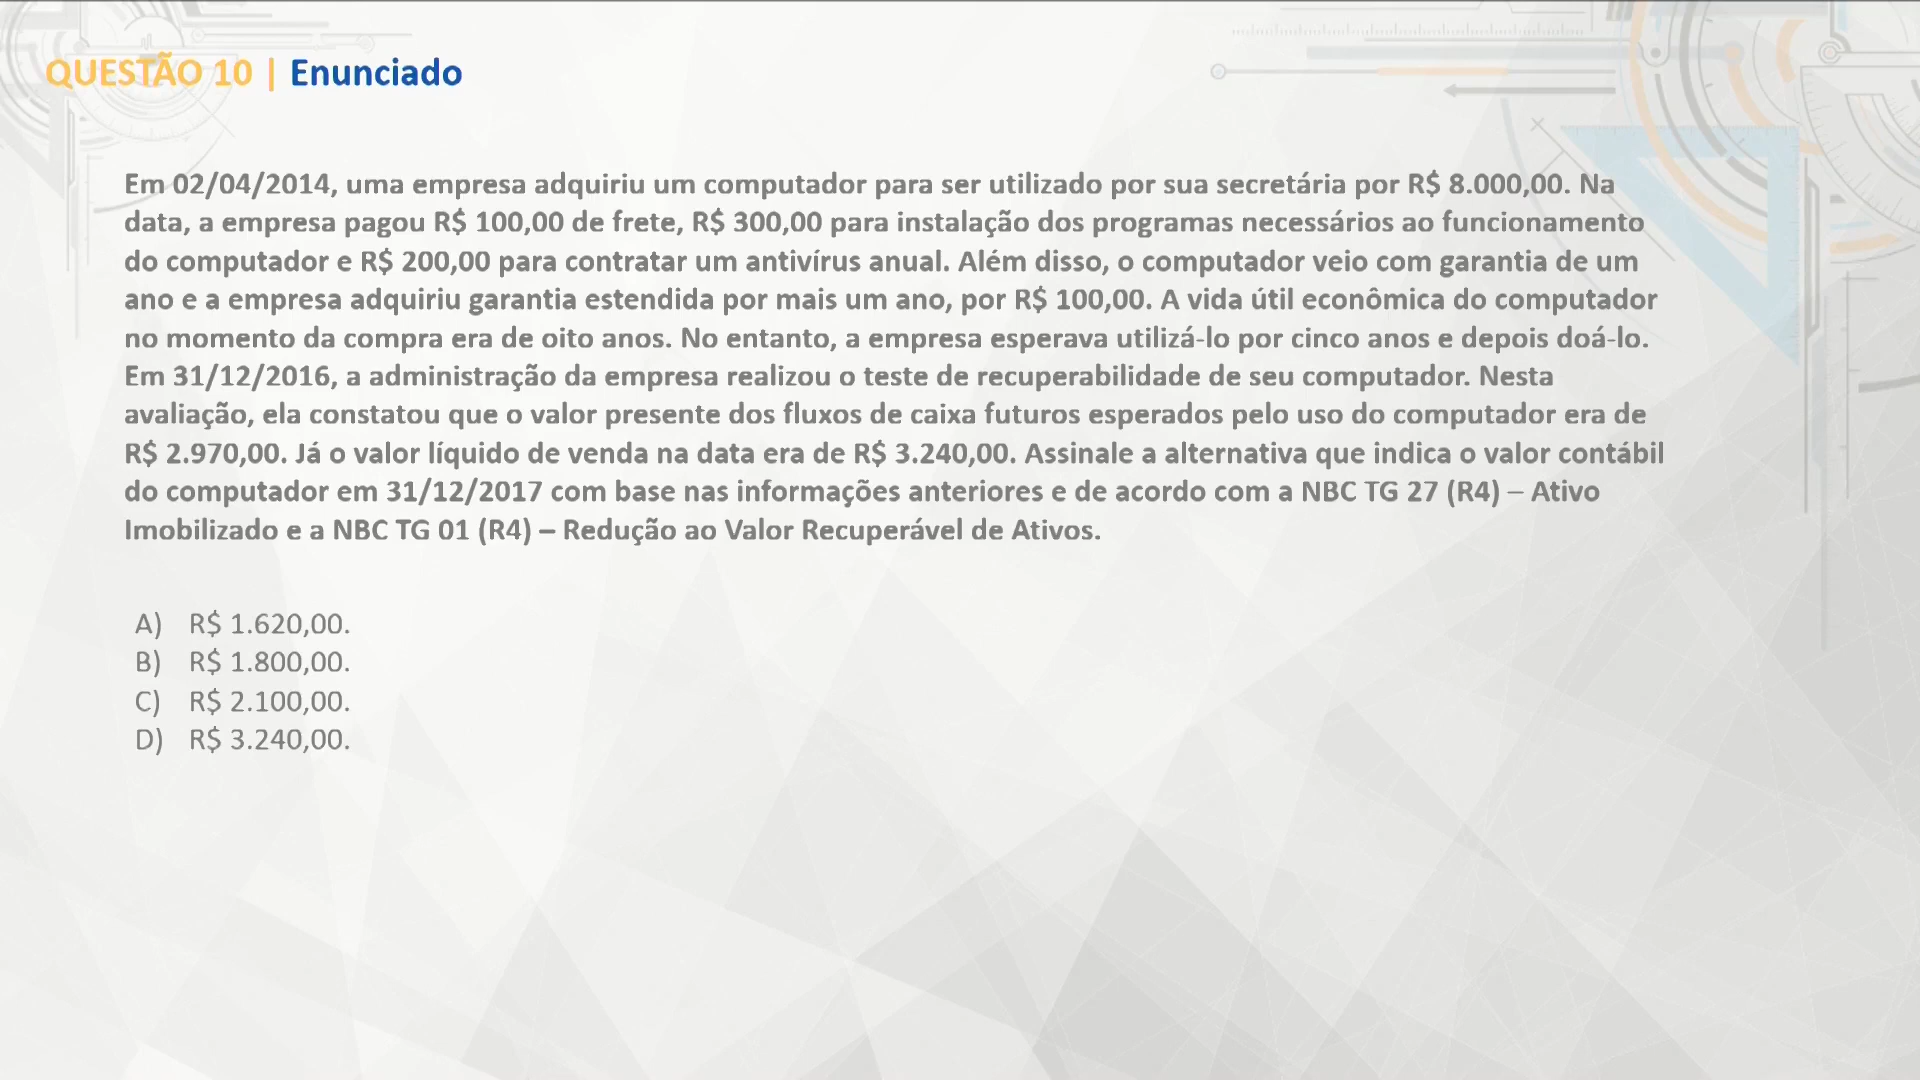 QUESTÃO 10 | Enunciado
Em 02/04/2014, uma empresa adquiriu um computador para ser utilizado por sua secretária por R$ 8.000,00. Na
data, a empresa pagou R$ 100,00 de frete, R$ 300,00 para instalação dos programas necessários ao funcionamento
do computador e R$ 200,00 para contratar um antivírus anual. Além disso, o computador veio com garantia de um
ano e a empresa adquiriu garantia estendida por mais um ano, por R$ 100,00. A vida útil econômica do computador
no momento da compra era de oito anos. No entanto, a empresa esperava utilizá-lo por cinco anos e depois doá-lo.
Em 31/12/2016, a administração da empresa realizou o teste de recuperabilidade de seu computador. Nesta
avaliação, ela constatou que o valor presente dos fluxos de caixa futuros esperados pelo uso do computador era de
R$ 2.970,00. Já o valor líquido de venda na data era de R$ 3.240,00. Assinale a alternativa que indica o valor contábil
do computador em 31/12/2017 com base nas informações anteriores e de acordo com a NBC TG 27 (R4) – Ativo
Imobilizado e a NBC TG 01 (R4) – Redução ao Valor Recuperável de Ativos.
A) R$ 1.620,00.
B) R$ 1.800,00.
C) R$ 2.100,00.
D) R$ 3.240,00.